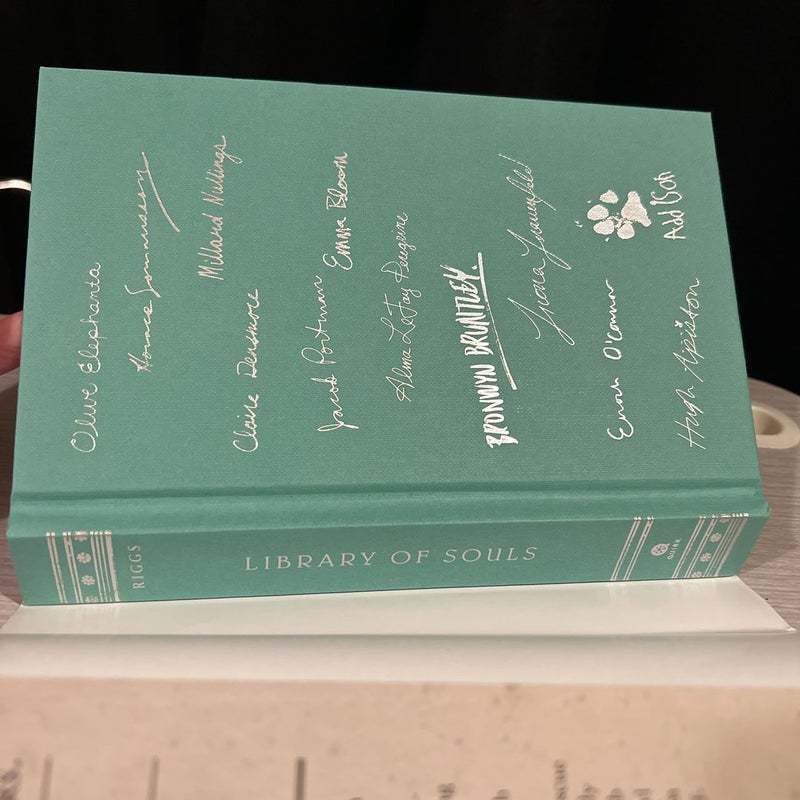 Olive Elephanta
Horace Somnusson
Millard Nullings
Claire Densmore
Jacob Portman
Emma Bloom
Alma LeFay Peregrine
BRONWYN BRUNTLEY.
Fiona Frauenfeld
Enoch O'Connor
Addison
Hugh Apiston
RIGGS
LIBRARY OF SOULS
QUIRK